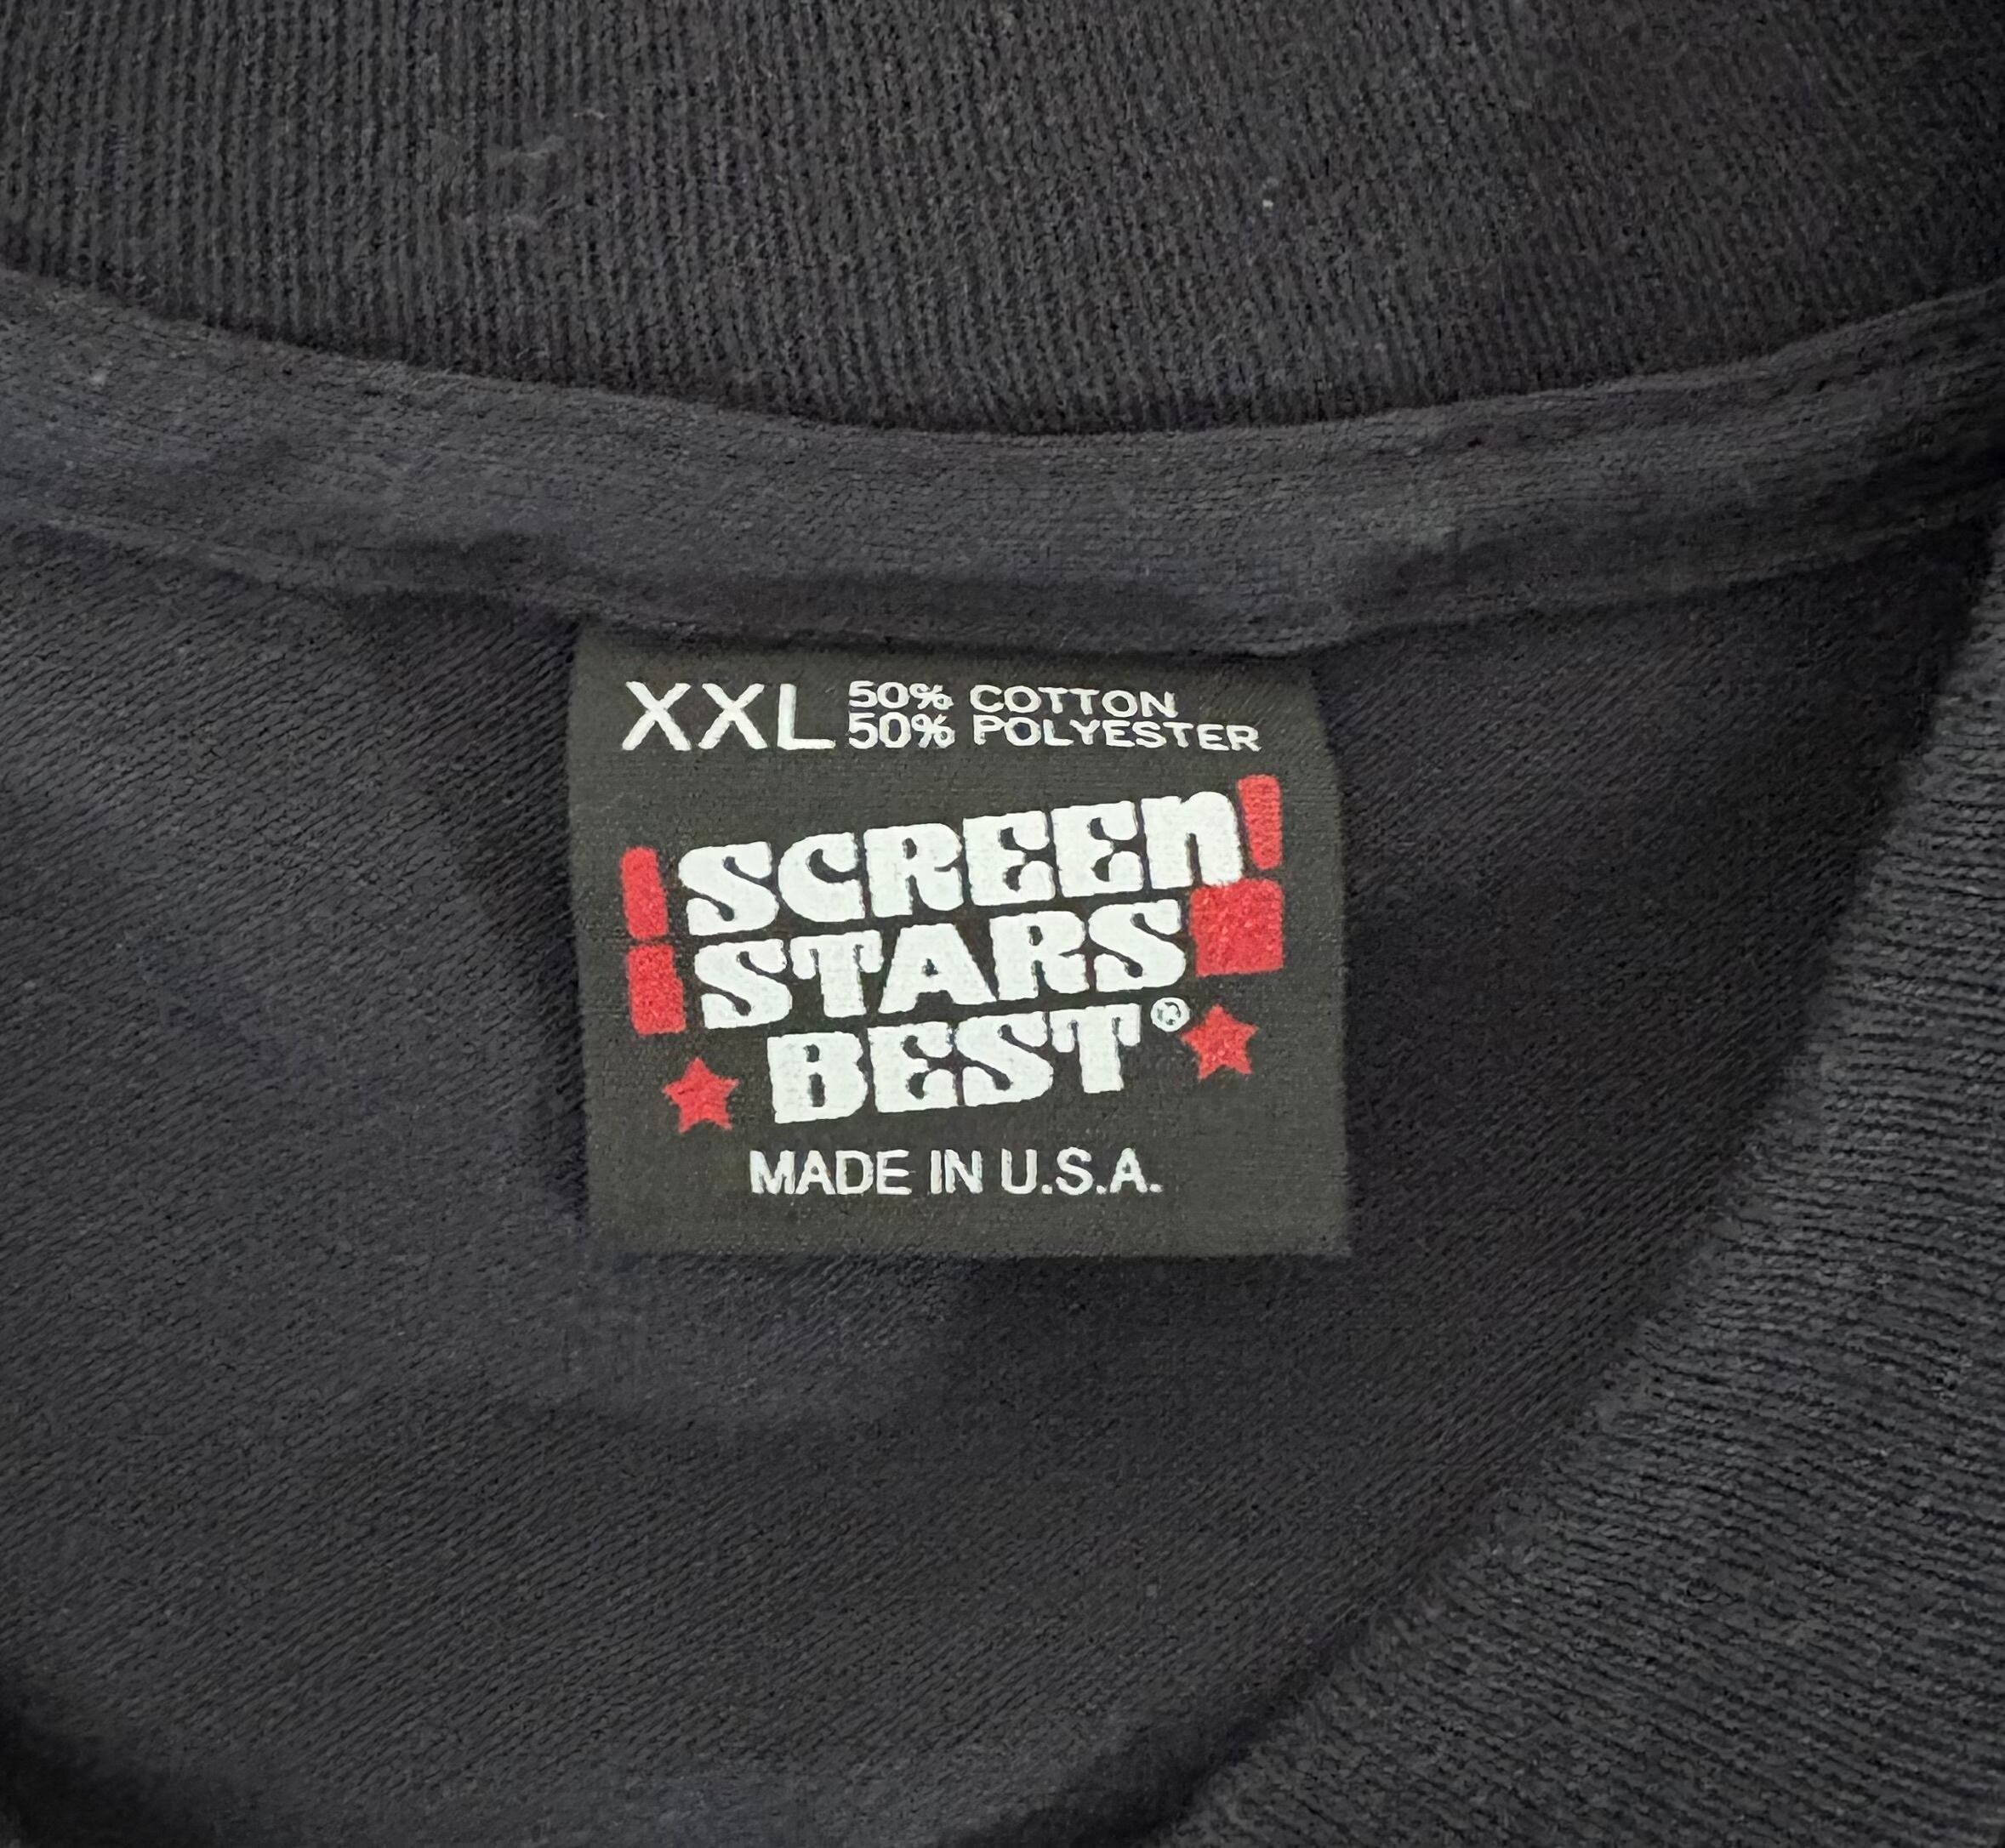 XXL 50% COTTON
50% POLYESTER
SCREEN
STARS
BEST®
MADE IN U.S.A.